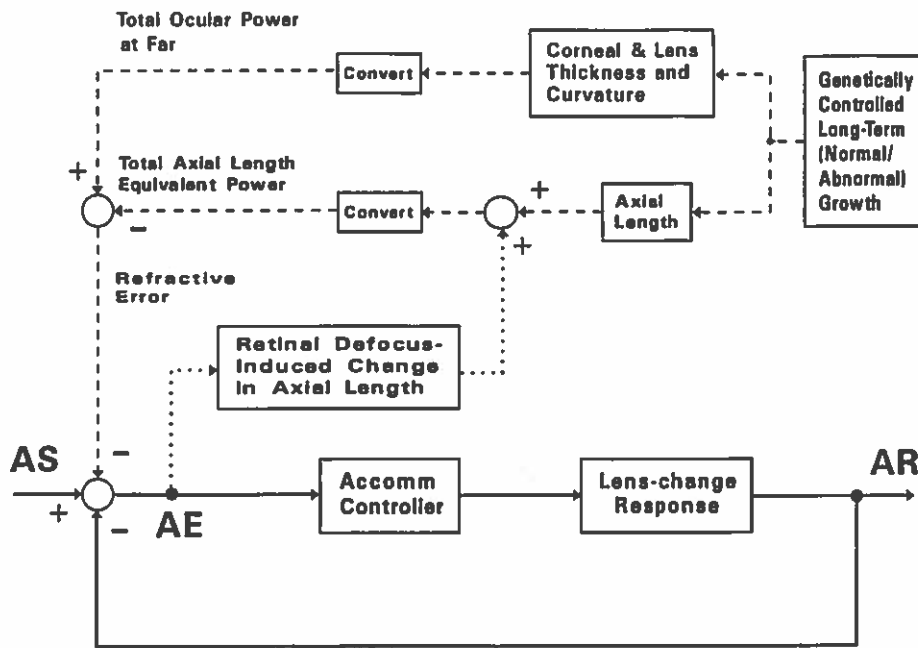 Total Ocular Power
at Far
Convert
Corneal & Lens
Thickness and
Curvature
Genetically
Controlled
Long-Term
(Normal/
Abnormal)
Growth
+
Total Axial Length
Equivalent Power
−
Convert
+
+
Axial
Length
Refractive
Error
Retinal Defocus-
Induced Change
in Axial Length
AS
+
−
−
AE
Accomm
Controller
Lens-change
Response
AR